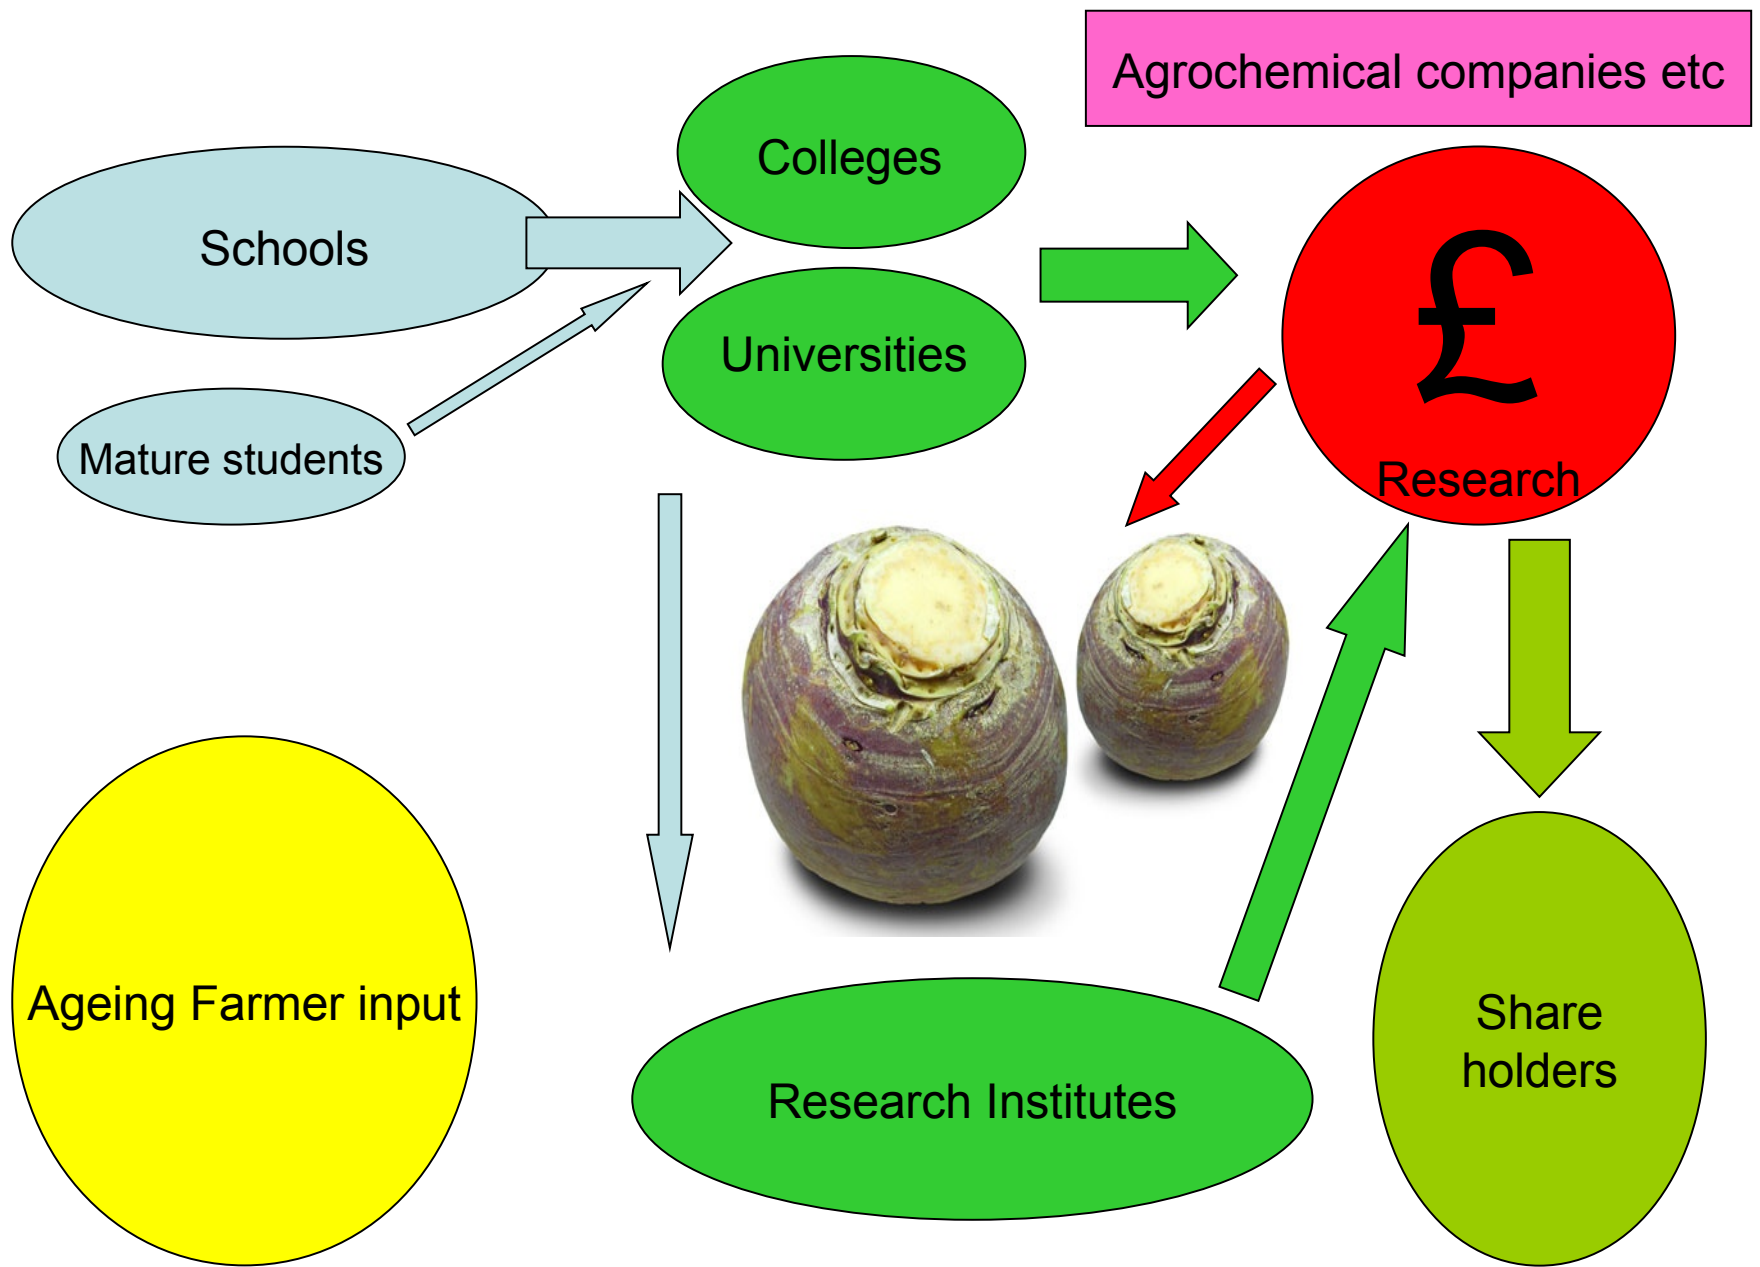 Agrochemical companies etc
Colleges
Schools
£
Universities
Mature students
Research
Ageing Farmer input
Share
holders
Research Institutes